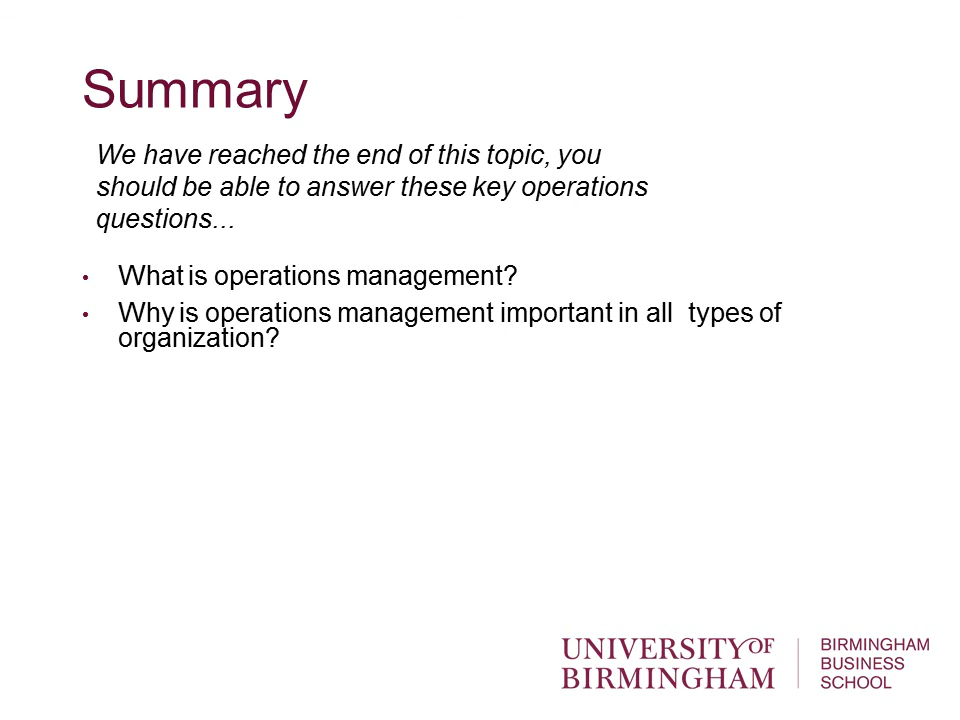 Summary
We have reached the end of this topic, you
should be able to answer these key operations
questions...
• What is operations management?
• Why is operations management important in all  types of
organization?
UNIVERSITY OF
BIRMINGHAM
BIRMINGHAM
BUSINESS
SCHOOL